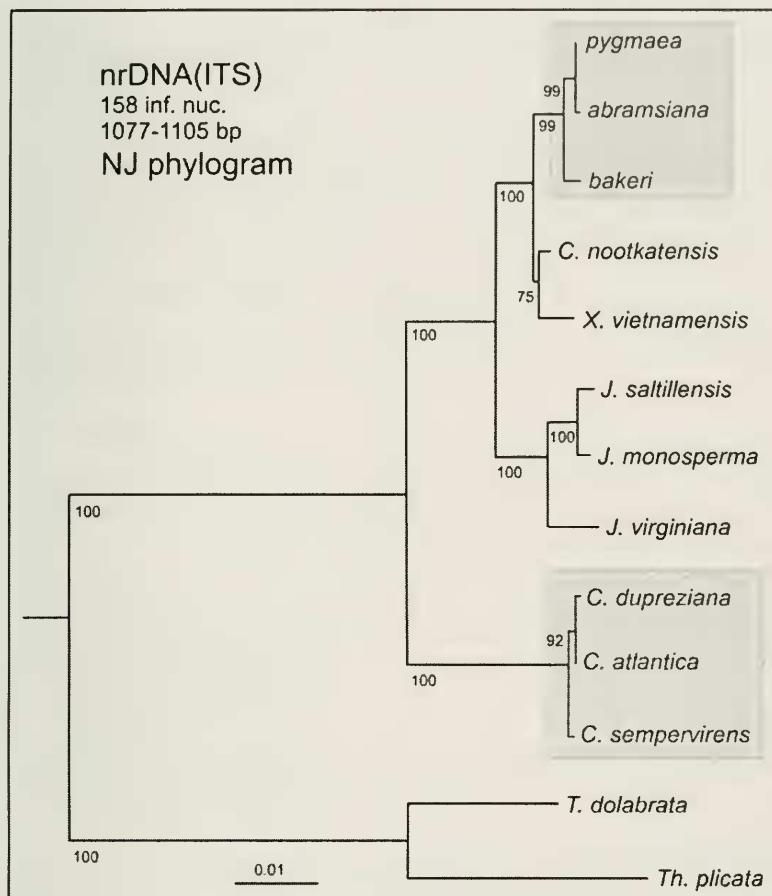 nrDNA(ITS)
158 inf. nuc.
1077-1105 bp
NJ phylogram
pygmaea
99
abramsiana
99
bakeri
100
C. nootkatensis
75
X. vietnamensis
100
J. saltillensis
100
J. monosperma
100
J. virginiana
100
C. dupreziana
92
C. atlantica
100
C. sempervirens
T. dolabrata
100
0.01
Th. plicata